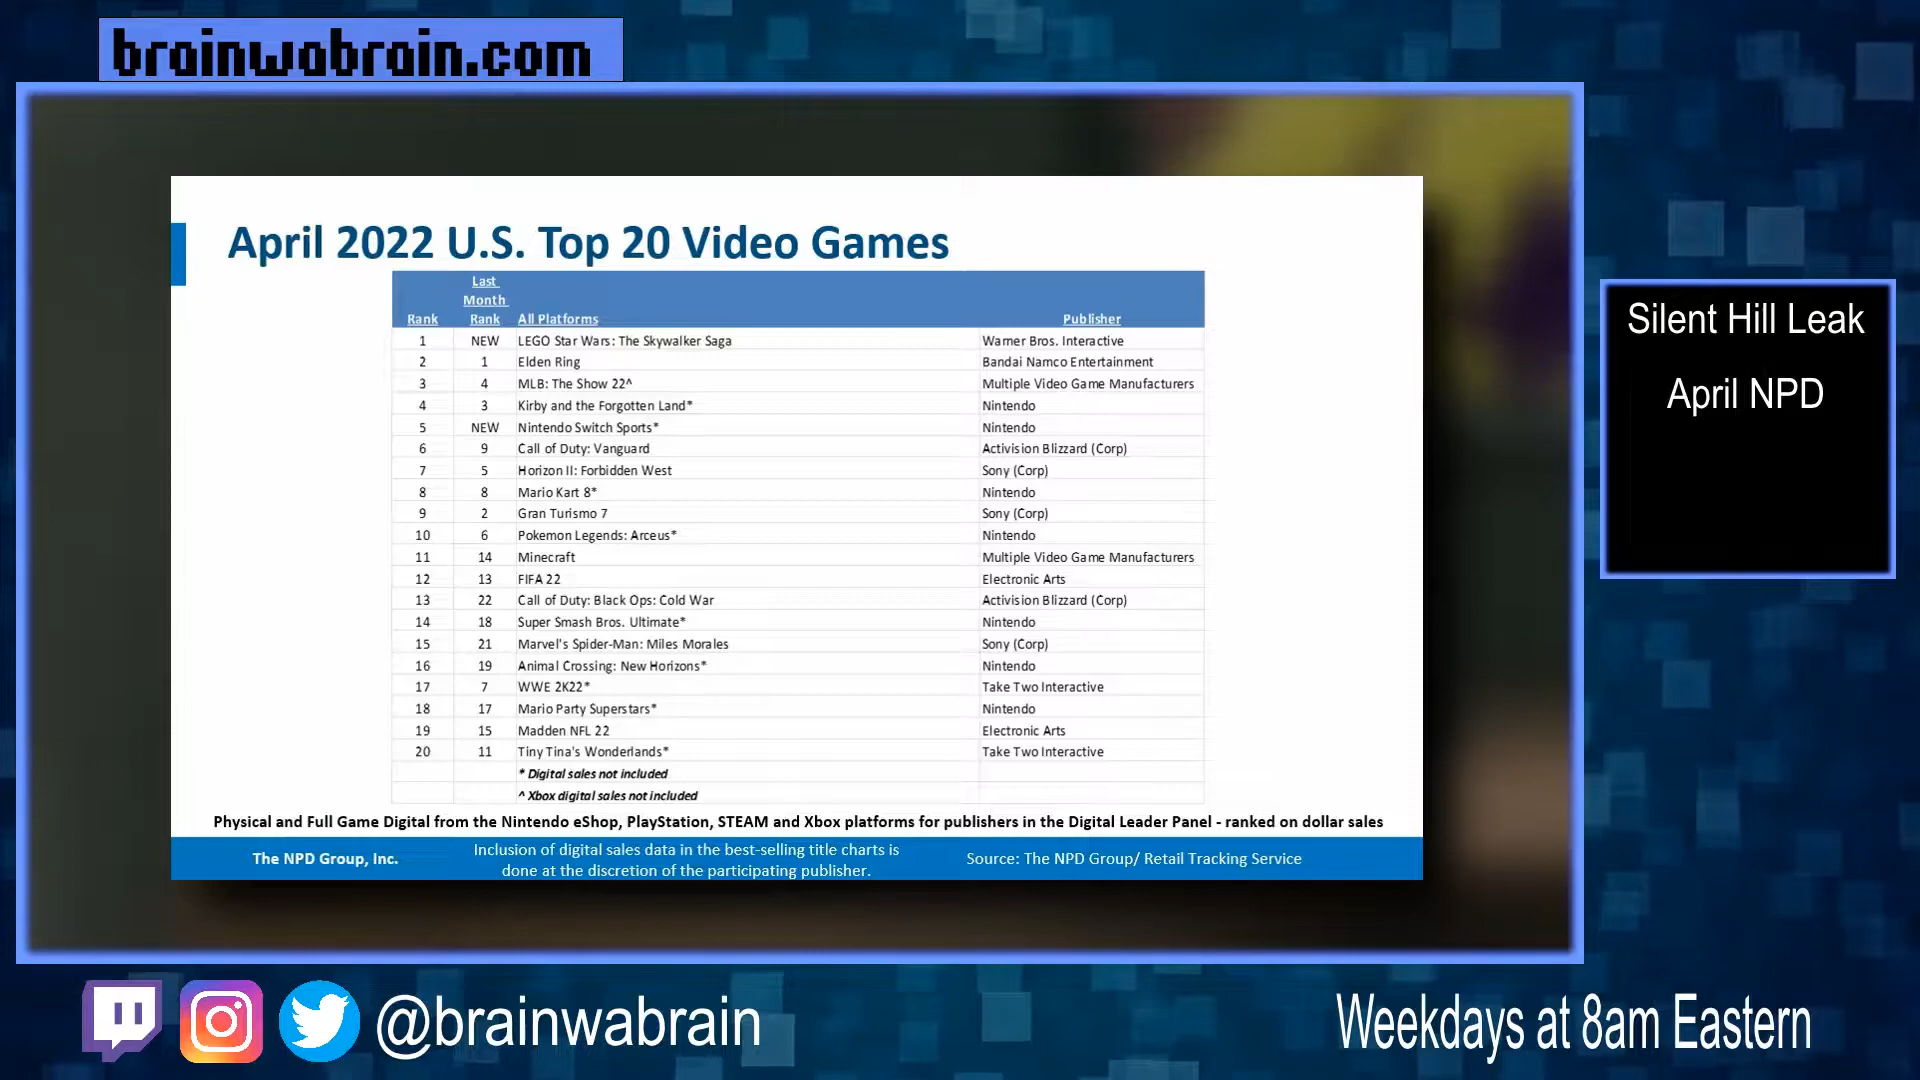 brainwabrain.com
April 2022 U.S. Top 20 Video Games
Last
Month
Rank Rank All Platforms Publisher
1 NEW LEGO Star Wars: The Skywalker Saga Warner Bros. Interactive
2 1 Elden Ring Bandai Namco Entertainment
3 4 MLB: The Show 22^ Multiple Video Game Manufacturers
4 3 Kirby and the Forgotten Land* Nintendo
5 NEW Nintendo Switch Sports* Nintendo
6 9 Call of Duty: Vanguard Activision Blizzard (Corp)
7 5 Horizon II: Forbidden West Sony (Corp)
8 8 Mario Kart 8* Nintendo
9 2 Gran Turismo 7 Sony (Corp)
10 6 Pokemon Legends: Arceus* Nintendo
11 14 Minecraft Multiple Video Game Manufacturers
12 13 FIFA 22 Electronic Arts
13 22 Call of Duty: Black Ops: Cold War Activision Blizzard (Corp)
14 18 Super Smash Bros. Ultimate* Nintendo
15 21 Marvel's Spider-Man: Miles Morales Sony (Corp)
16 19 Animal Crossing: New Horizons* Nintendo
17 7 WWE 2K22* Take Two Interactive
18 17 Mario Party Superstars* Nintendo
19 15 Madden NFL 22 Electronic Arts
20 11 Tiny Tina's Wonderlands* Take Two Interactive
* Digital sales not included
^ Xbox digital sales not included
Physical and Full Game Digital from the Nintendo eShop, PlayStation, STEAM and Xbox platforms for publishers in the Digital Leader Panel - ranked on dollar sales
The NPD Group, Inc.
Inclusion of digital sales data in the best-selling title charts is
done at the discretion of the participating publisher.
Source: The NPD Group/ Retail Tracking Service
Silent Hill Leak
April NPD
@brainwabrain
Weekdays at 8am Eastern